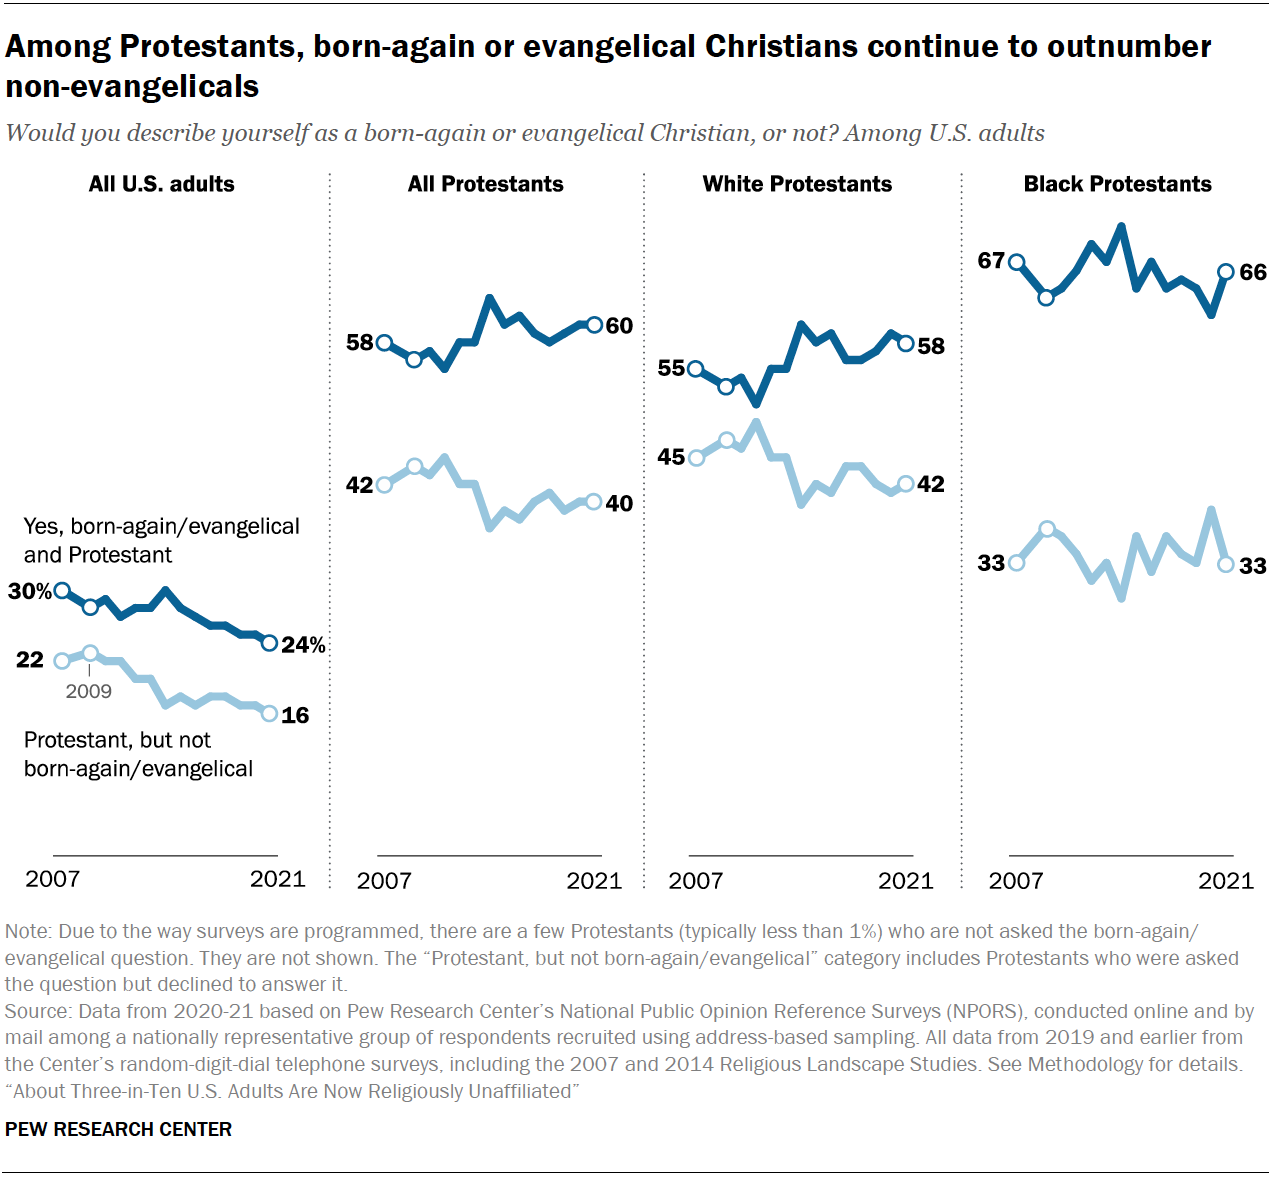 Among Protestants, born-again or evangelical Christians continue to outnumber
non-evangelicals
Would you describe yourself as a born-again or evangelical Christian, or not? Among U.S. adults
All U.S. adults
Yes, born-again/evangelical
and Protestant
30%
24%
22
2009
16
Protestant, but not
born-again/evangelical
2007
2021
All Protestants
58
60
42
40
2007
2021
White Protestants
55
58
45
42
2007
2021
Black Protestants
67
66
33
33
2007
2021
Note: Due to the way surveys are programmed, there are a few Protestants (typically less than 1%) who are not asked the born-again/
evangelical question. They are not shown. The “Protestant, but not born-again/evangelical” category includes Protestants who were asked
the question but declined to answer it.
Source: Data from 2020-21 based on Pew Research Center’s National Public Opinion Reference Surveys (NPORS), conducted online and by
mail among a nationally representative group of respondents recruited using address-based sampling. All data from 2019 and earlier from
the Center’s random-digit-dial telephone surveys, including the 2007 and 2014 Religious Landscape Studies. See Methodology for details.
“About Three-in-Ten U.S. Adults Are Now Religiously Unaffiliated”
PEW RESEARCH CENTER